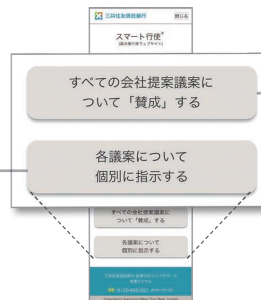 三井住友信託銀行 閉じる
スマート行使®
すべての会社提案議案に
ついて「賛成」する
各議案について
個別に指示する
すべての会社提案議案に
ついて「賛成」する
各議案について
個別に指示する